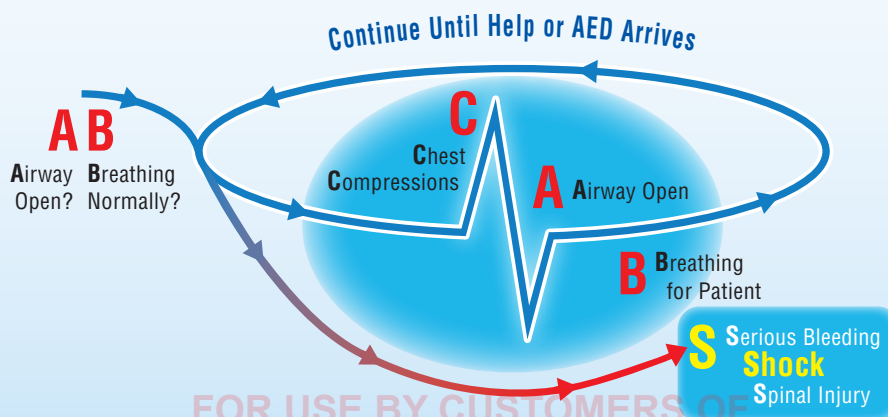 Continue Until Help or AED Arrives
A B
Airway
Open?
Breathing
Normally?
C
Chest
Compressions
A Airway Open
B Breathing
for Patient
S Serious Bleeding
Shock
Spinal Injury
FOR USE BY CUSTOMERS OF